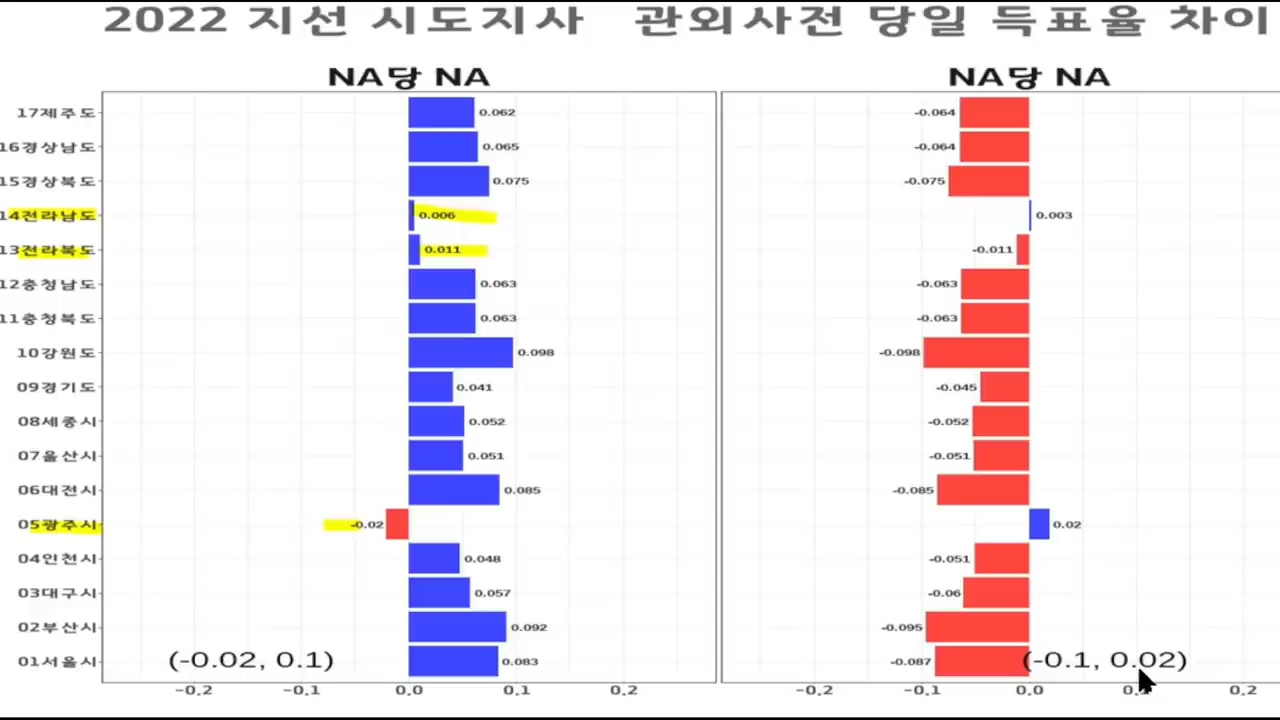 2022 지선 시도지사 관외사전 당일 득표율 차이
NA당 NA
NA당 NA
17제주도 0.062 -0.064
16경상남도 0.065 -0.064
15경상북도 0.075 -0.075
14전라남도 0.006 0.003
13전라북도 0.011 -0.011
12충청남도 0.063 -0.063
11충청북도 0.063 -0.063
10강원도 0.098 -0.098
09경기도 0.041 -0.045
08세종시 0.052 -0.052
07울산시 0.051 -0.051
06대전시 0.085 -0.085
05광주시 -0.02 0.02
04인천시 0.048 -0.051
03대구시 0.057 -0.06
02부산시 0.092 -0.095
01서울시 (-0.02, 0.1) 0.083 -0.087 (-0.1, 0.02)
-0.2 -0.1 0.0 0.1 0.2 -0.2 -0.1 0.0 0.2